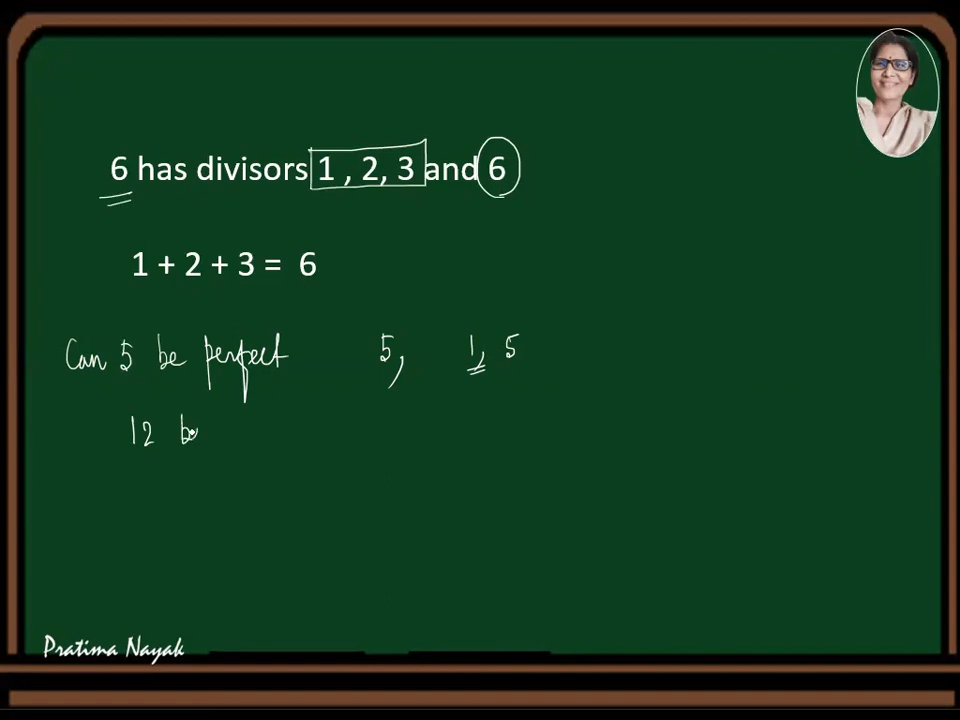 6 has divisors 1 , 2, 3 and 6
1 + 2 + 3 = 6
Can 5 be perfect 5, 1, 5
12 be
Pratima Nayak